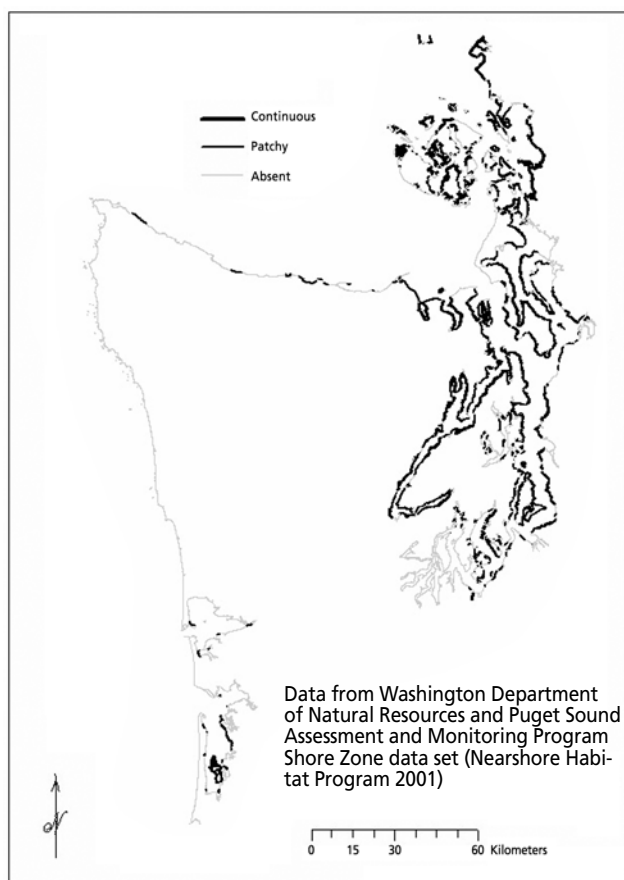 Continuous
Patchy
Absent
Data from Washington Department
of Natural Resources and Puget Sound
Assessment and Monitoring Program
Shore Zone data set (Nearshore Habi-
tat Program 2001)
N
0 15 30 60 Kilometers